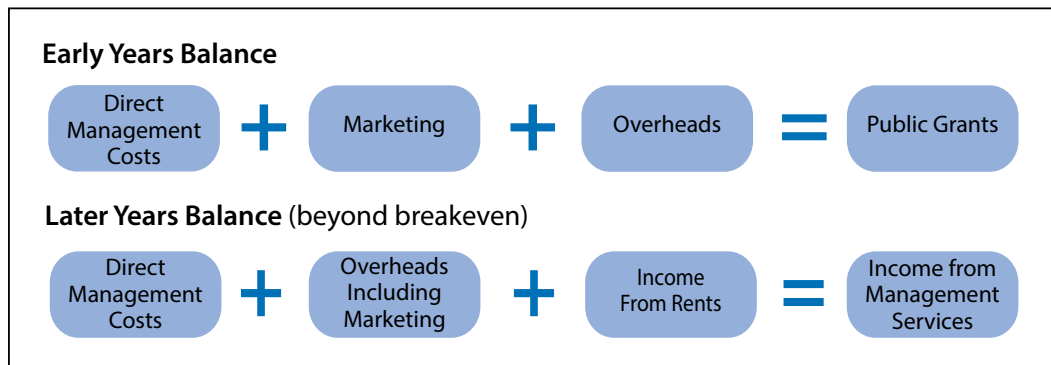 Early Years Balance
Direct
Management
Costs
+
Marketing
+
Overheads
=
Public Grants
Later Years Balance (beyond breakeven)
Direct
Management
Costs
+
Overheads
Including
Marketing
+
Income
From Rents
=
Income from
Management
Services